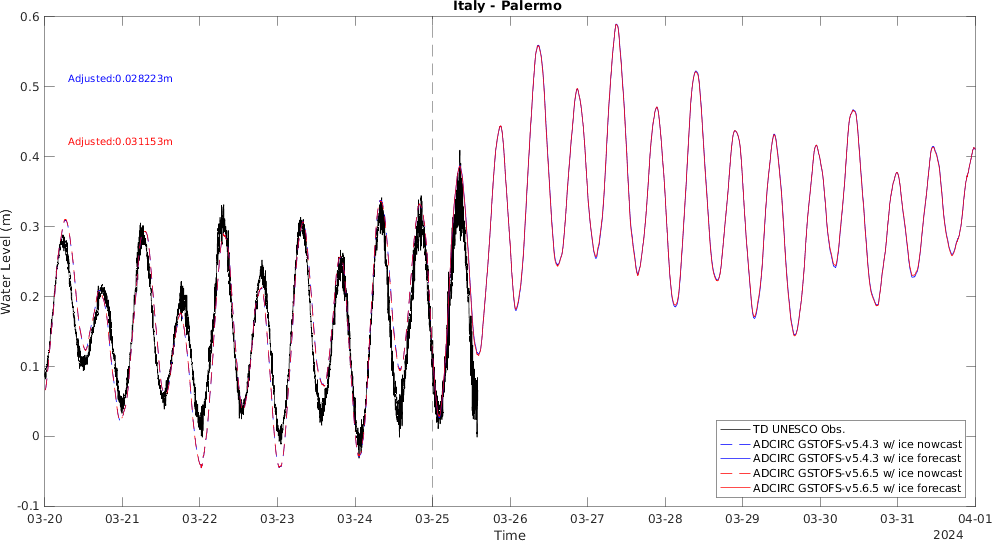 Italy - Palermo
0.6
0.5
0.4
0.3
0.2
0.1
0
-0.1
Water Level (m)
Adjusted:0.028223m
Adjusted:0.031153m
TD UNESCO Obs.
ADCIRC GSTOFS-v5.4.3 w/ ice nowcast
ADCIRC GSTOFS-v5.4.3 w/ ice forecast
ADCIRC GSTOFS-v5.6.5 w/ ice nowcast
ADCIRC GSTOFS-v5.6.5 w/ ice forecast
03-20 03-21 03-22 03-23 03-24 03-25 03-26 03-27 03-28 03-29 03-30 03-31 04-01
Time
2024